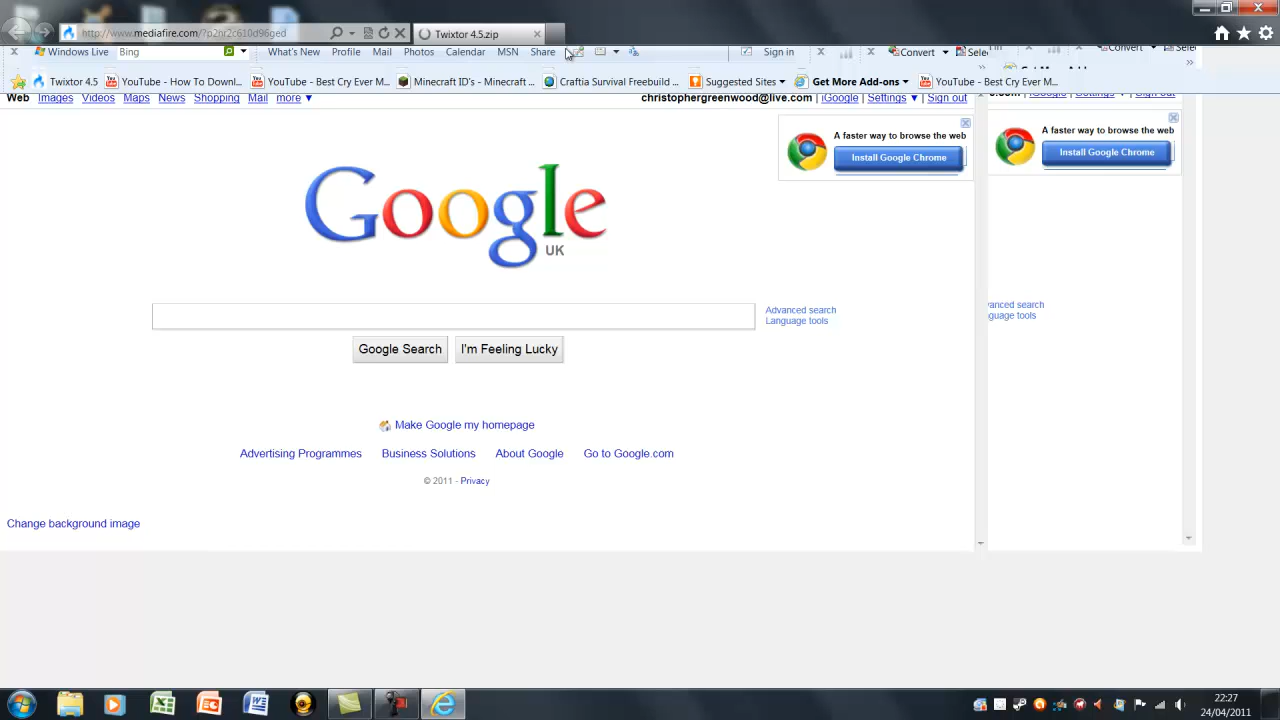 http://www.mediafire.com/?p2nr2c610d96ged
Twixtor 4.5.zip
Windows Live Bing What's New Profile Mail Photos Calendar MSN Share Sign in Convert
Twixtor 4.5 YouTube - How To Downl... YouTube - Best Cry Ever M... Minecraft ID's - Minecraft ... Craftia Survival Freebuild ... Suggested Sites Get More Add-ons YouTube - Best Cry Ever M...
Web Images Videos Maps News Shopping Mail more christophergreenwood@live.com | iGoogle | Settings | Sign out
A faster way to browse the web
Install Google Chrome
A faster way to browse the web
Install Google Chrome
Google
UK
Advanced search
Language tools
Google Search I'm Feeling Lucky
Make Google my homepage
Advertising Programmes Business Solutions About Google Go to Google.com
© 2011 - Privacy
Change background image
22:27
24/04/2011